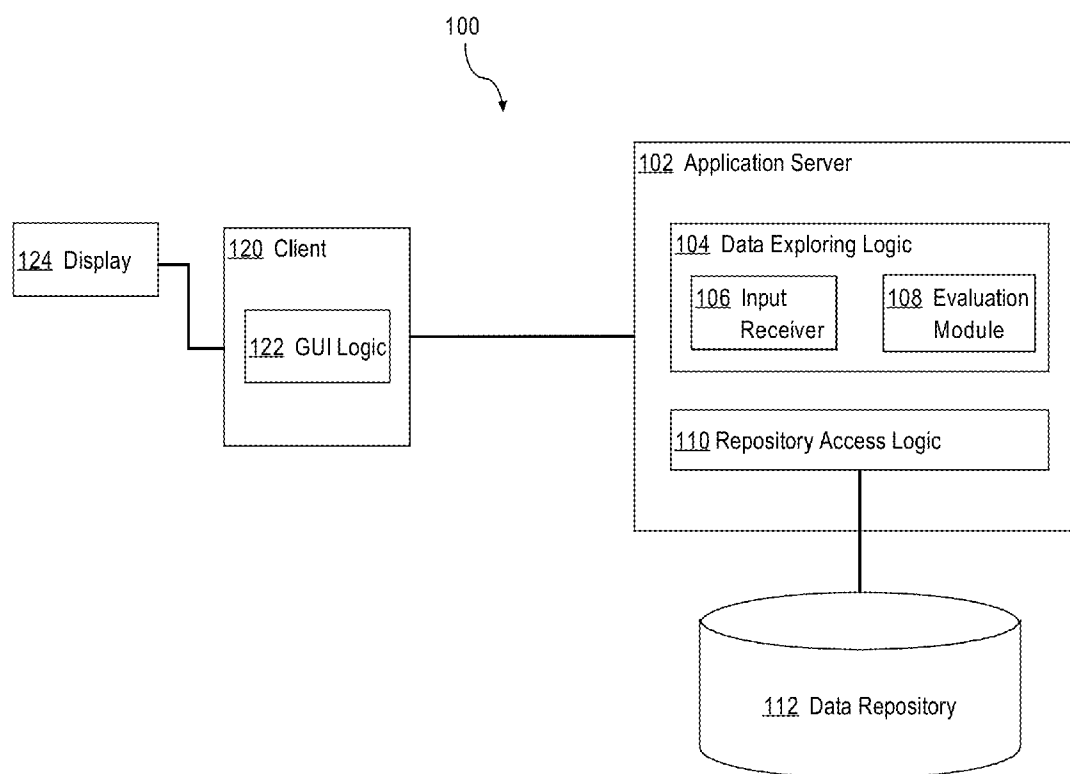 100
102 Application Server
124 Display
120 Client
104 Data Exploring Logic
106 Input
Receiver
108 Evaluation
Module
122 GUI Logic
110 Repository Access Logic
112 Data Repository